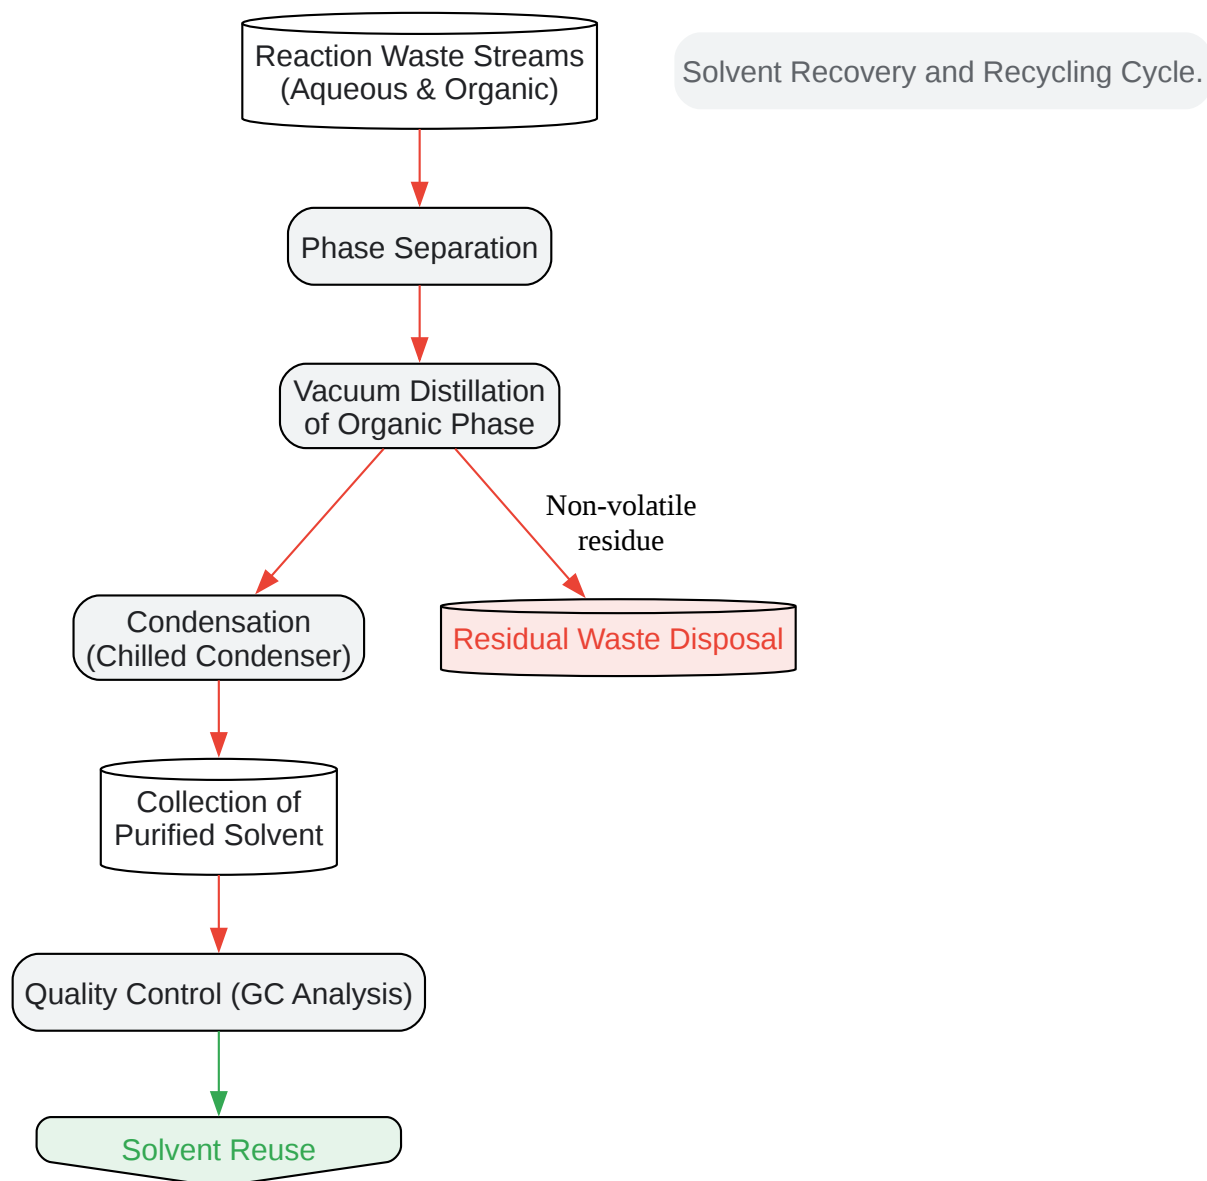 Reaction Waste Streams
(Aqueous & Organic)
Solvent Recovery and Recycling Cycle.
Phase Separation
Vacuum Distillation
of Organic Phase
Non-volatile
residue
Condensation
(Chilled Condenser)
Residual Waste Disposal
Collection of
Purified Solvent
Quality Control (GC Analysis)
Solvent Reuse